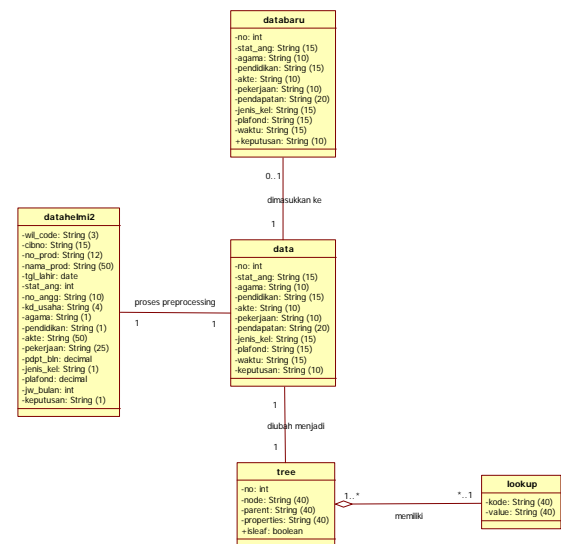 databaru
-no: int
-stat_ang: String (15)
-agama: String (10)
-pendidikan: String (15)
-akte: String (10)
-pekerjaan: String (10)
-pendapatan: String (20)
-jenis_kel: String (15)
-plafond: String (15)
-waktu: String (15)
+keputusan: String (10)
0..1
dimasukkan ke
1
datahelmi2
-wil_code: String (3)
-cibno: String (15)
-no_prod: String (12)
-nama_prod: String (50)
-tgl_lahir: date
-stat_ang: int
-no_angg: String (10)
-kd_usaha: String (4)
-agama: String (1)
-pendidikan: String (1)
-akte: String (50)
-pekerjaan: String (25)
-pdpt_bln: decimal
-jenis_kel: String (1)
-plafond: decimal
-jw_bulan: int
-keputusan: String (1)
proses preprocessing
1
1
data
-no: int
-stat_ang: String (15)
-agama: String (10)
-pendidikan: String (15)
-akte: String (10)
-pekerjaan: String (10)
-pendapatan: String (20)
-jenis_kel: String (15)
-plafond: String (15)
-waktu: String (15)
-keputusan: String (10)
1
diubah menjadi
1
tree
-no: int
-node: String (40)
-parent: String (40)
-properties: String (40)
+isleaf: boolean
1..*
*..1
memiliki
lookup
-kode: String (40)
-value: String (40)